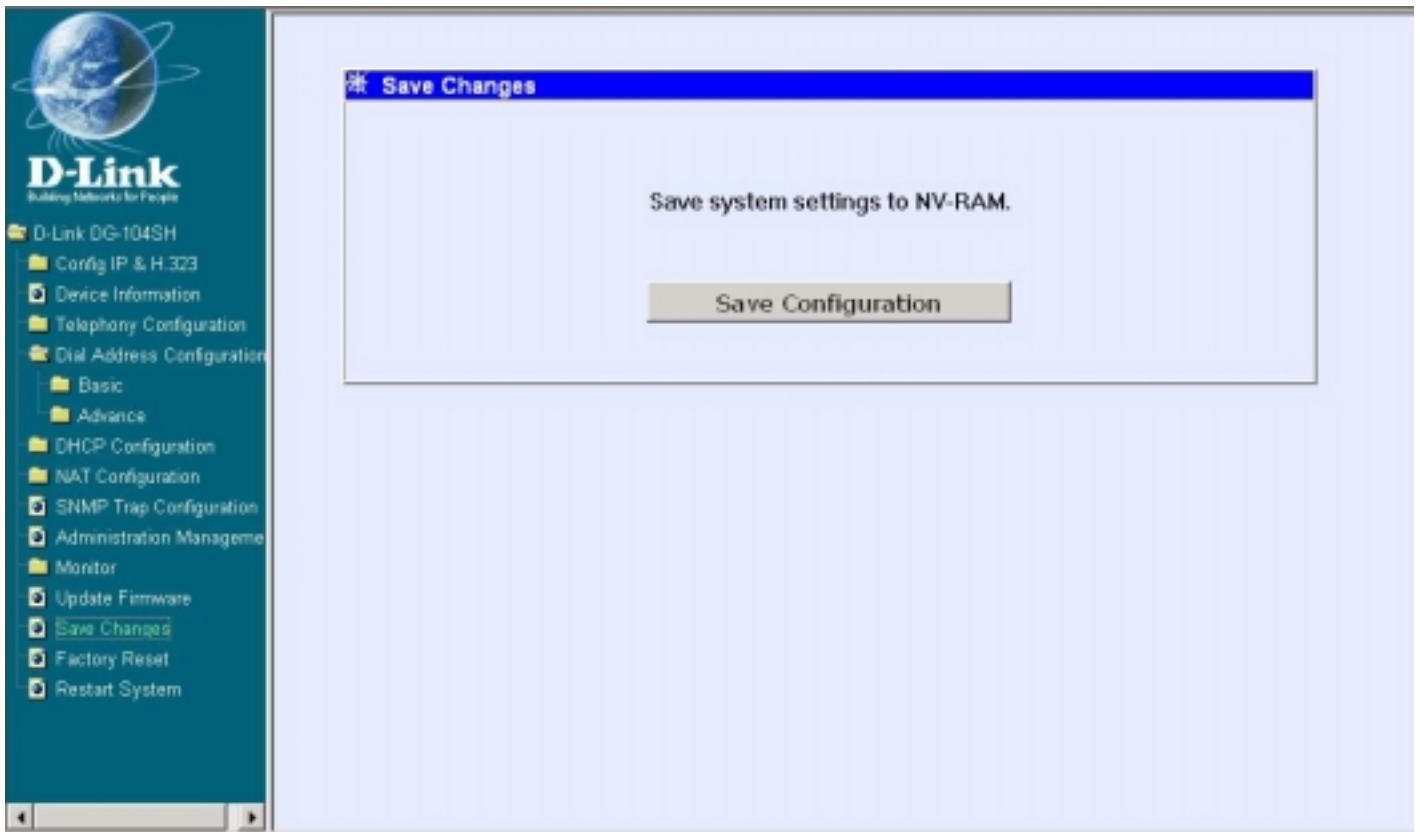 D-Link
Building Networks for People
D-Link DG-104SH
Config IP & H.323
Device Information
Telephony Configuration
Dial Address Configuration
Basic
Advance
DHCP Configuration
NAT Configuration
SNMP Trap Configuration
Administration Manageme
Monitor
Update Firmware
Save Changes
Factory Reset
Restart System
Save Changes
Save system settings to NV-RAM.
Save Configuration